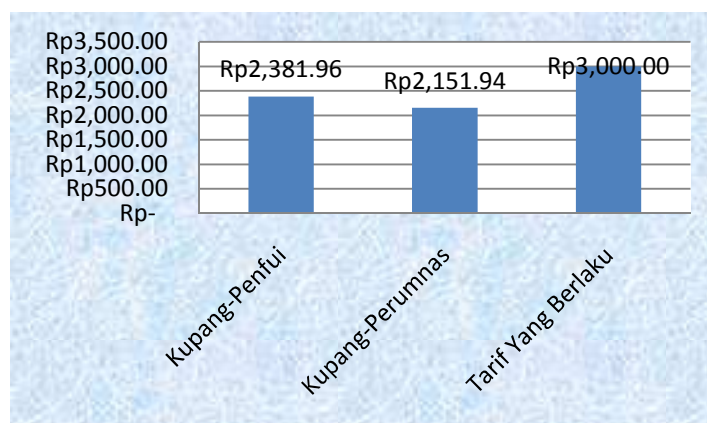 Rp3,500.00
Rp3,000.00
Rp2,500.00
Rp2,000.00
Rp1,500.00
Rp1,000.00
Rp500.00
Rp-
Rp2,381.96
Rp2,151.94
Rp3,000.00
Kupang-Penfui
Kupang-Perumnas
Tarif Yang Berlaku